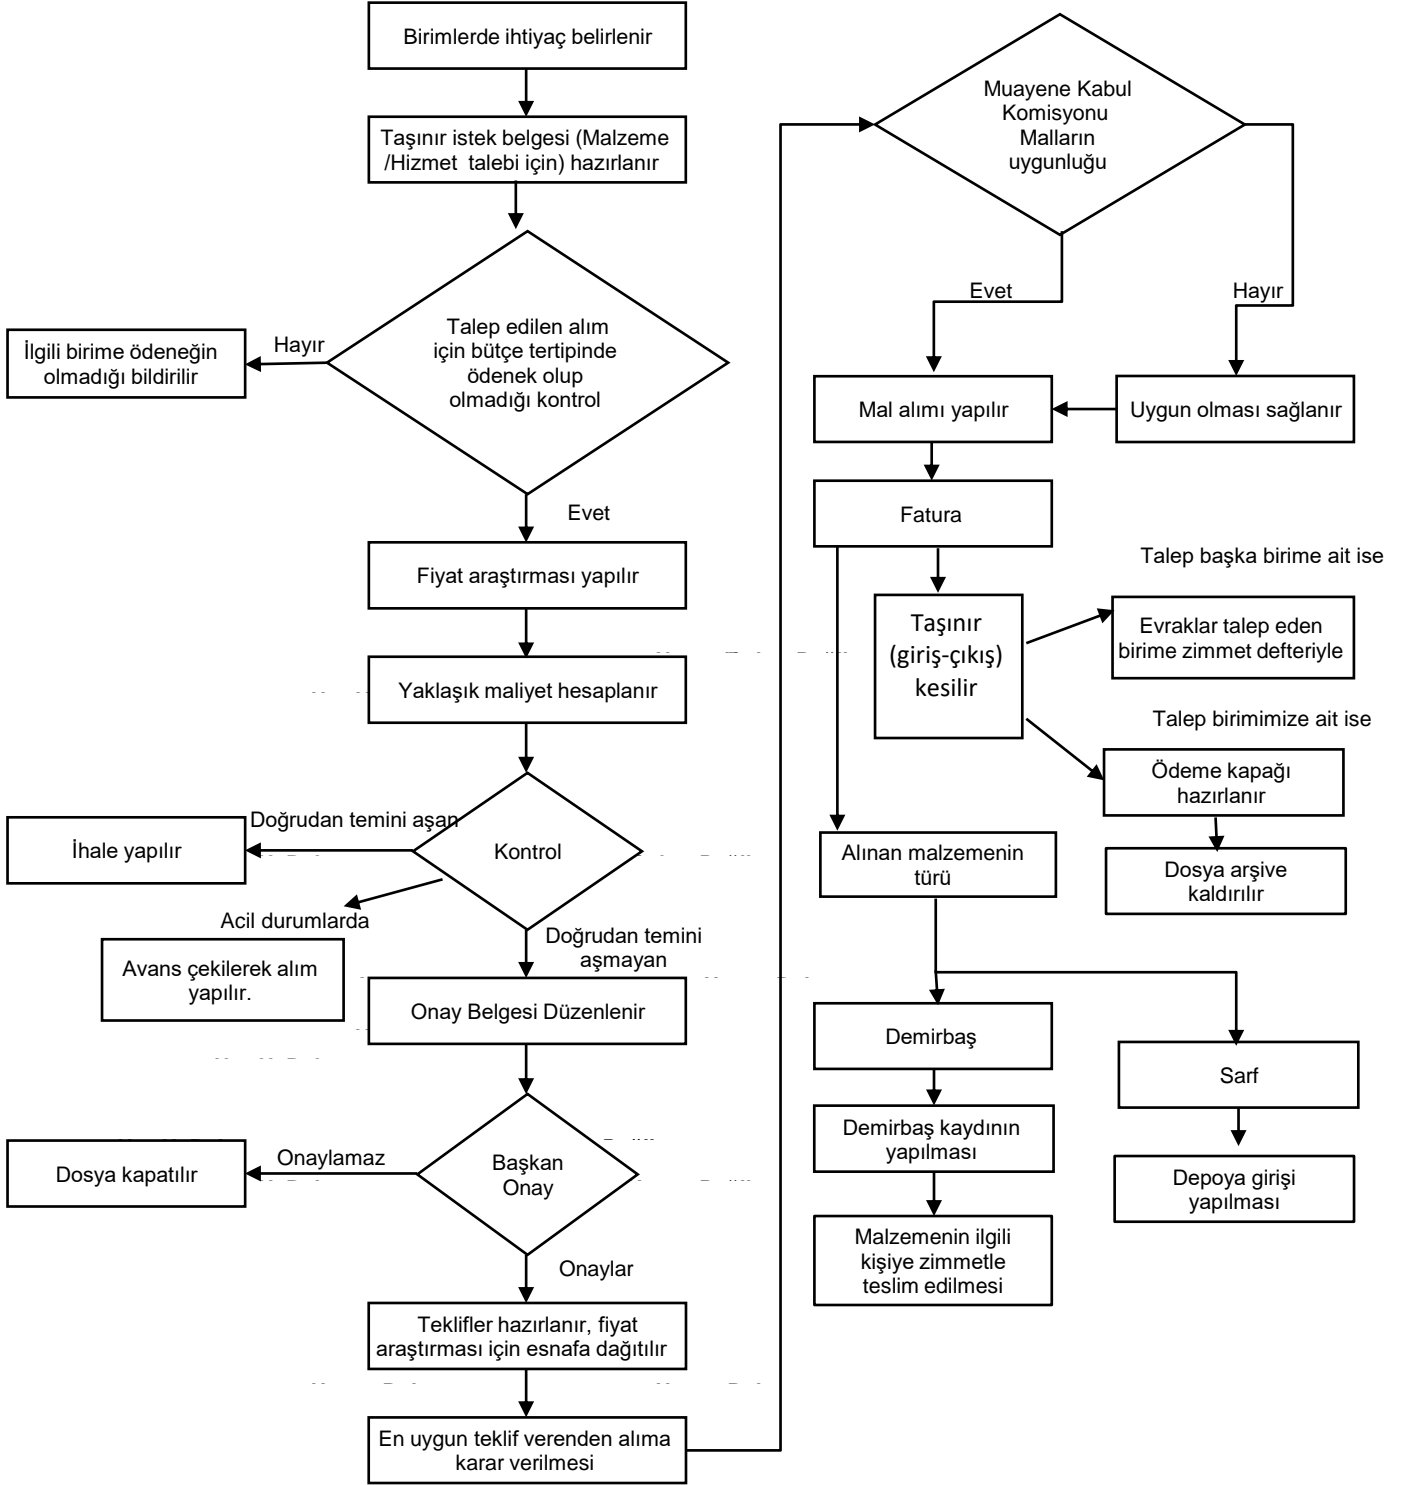 Birimlerde ihtiyaç belirlenir
Taşınır istek belgesi (Malzeme
/Hizmet talebi için) hazırlanır
Talep edilen alım
için bütçe tertipinde
ödenek olup
olmadığı kontrol
Hayır
İlgili birime ödeneğin
olmadığı bildirilir
Evet
Fiyat araştırması yapılır
Yaklaşık maliyet hesaplanır
Kontrol
Doğrudan temini aşan
İhale yapılır
Acil durumlarda
Avans çekilerek alım
yapılır.
Doğrudan temini
aşmayan
Onay Belgesi Düzenlenir
Başkan
Onay
Onaylamaz
Dosya kapatılır
Onaylar
Teklifler hazırlanır, fiyat
araştırması için esnafa dağıtılır
En uygun teklif verenden alıma
karar verilmesi
Muayene Kabul
Komisyonu
Malların
uygunluğu
Evet
Hayır
Mal alımı yapılır
Uygun olması sağlanır
Fatura
Talep başka birime ait ise
Taşınır
(giriş-çıkış)
kesilir
Evraklar talep eden
birime zimmet defteriyle
Talep birimimize ait ise
Ödeme kapağı
hazırlanır
Dosya arşive
kaldırılır
Alınan malzemenin
türü
Demirbaş
Sarf
Demirbaş kaydının
yapılması
Depoya girişi
yapılması
Malzemenin ilgili
kişiye zimmetle
teslim edilmesi